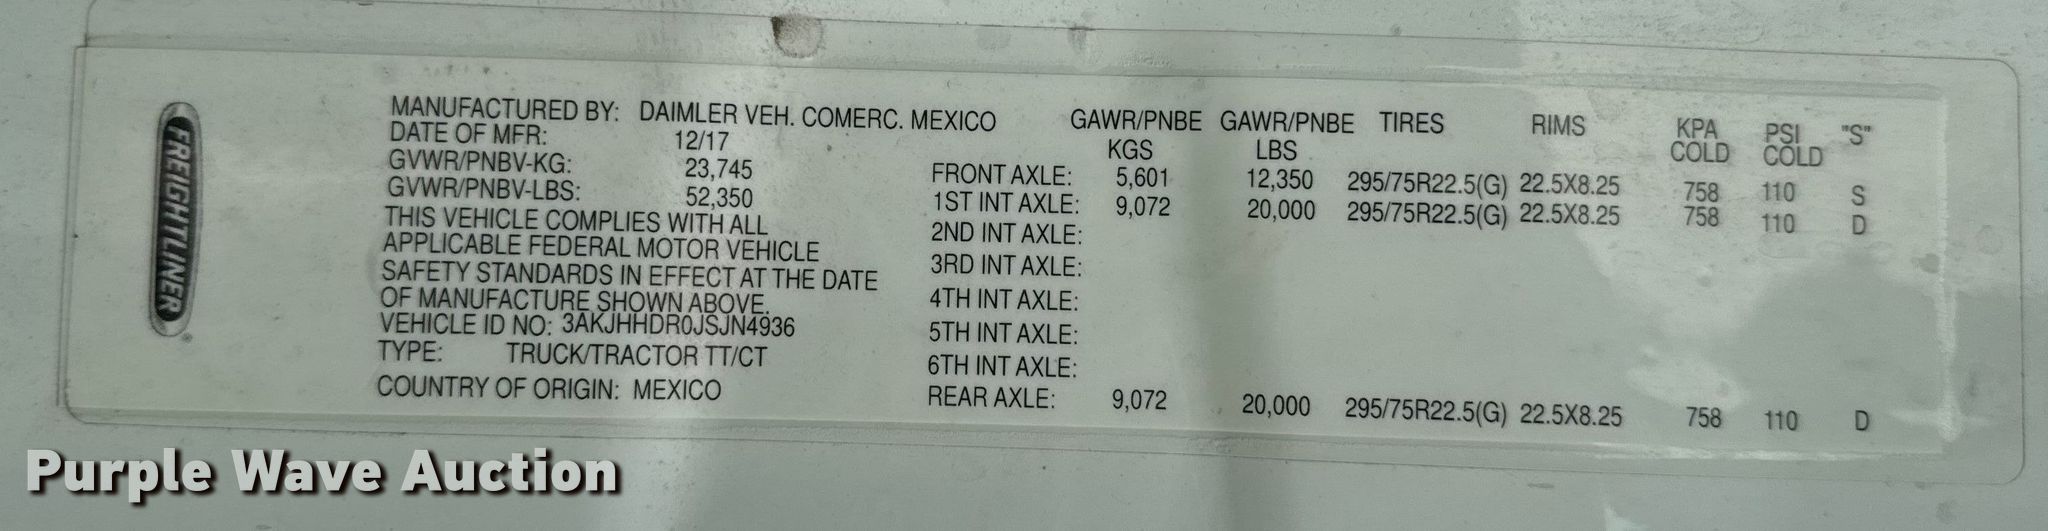 FREIGHTLINER
MANUFACTURED BY: DAIMLER VEH. COMERC. MEXICO
DATE OF MFR: 12/17
GVWR/PNBV-KG: 23,745
GVWR/PNBV-LBS: 52,350
THIS VEHICLE COMPLIES WITH ALL
APPLICABLE FEDERAL MOTOR VEHICLE
SAFETY STANDARDS IN EFFECT AT THE DATE
OF MANUFACTURE SHOWN ABOVE.
VEHICLE ID NO: 3AKJHHDR0JSJN4936
TYPE: TRUCK/TRACTOR TT/CT
COUNTRY OF ORIGIN: MEXICO
GAWR/PNBE GAWR/PNBE TIRES RIMS KPA PSI "S"
KGS LBS COLD COLD
FRONT AXLE: 5,601 12,350 295/75R22.5(G) 22.5X8.25 758 110 S
1ST INT AXLE: 9,072 20,000 295/75R22.5(G) 22.5X8.25 758 110 D
2ND INT AXLE:
3RD INT AXLE:
4TH INT AXLE:
5TH INT AXLE:
6TH INT AXLE:
REAR AXLE: 9,072 20,000 295/75R22.5(G) 22.5X8.25 758 110 D
Purple Wave Auction